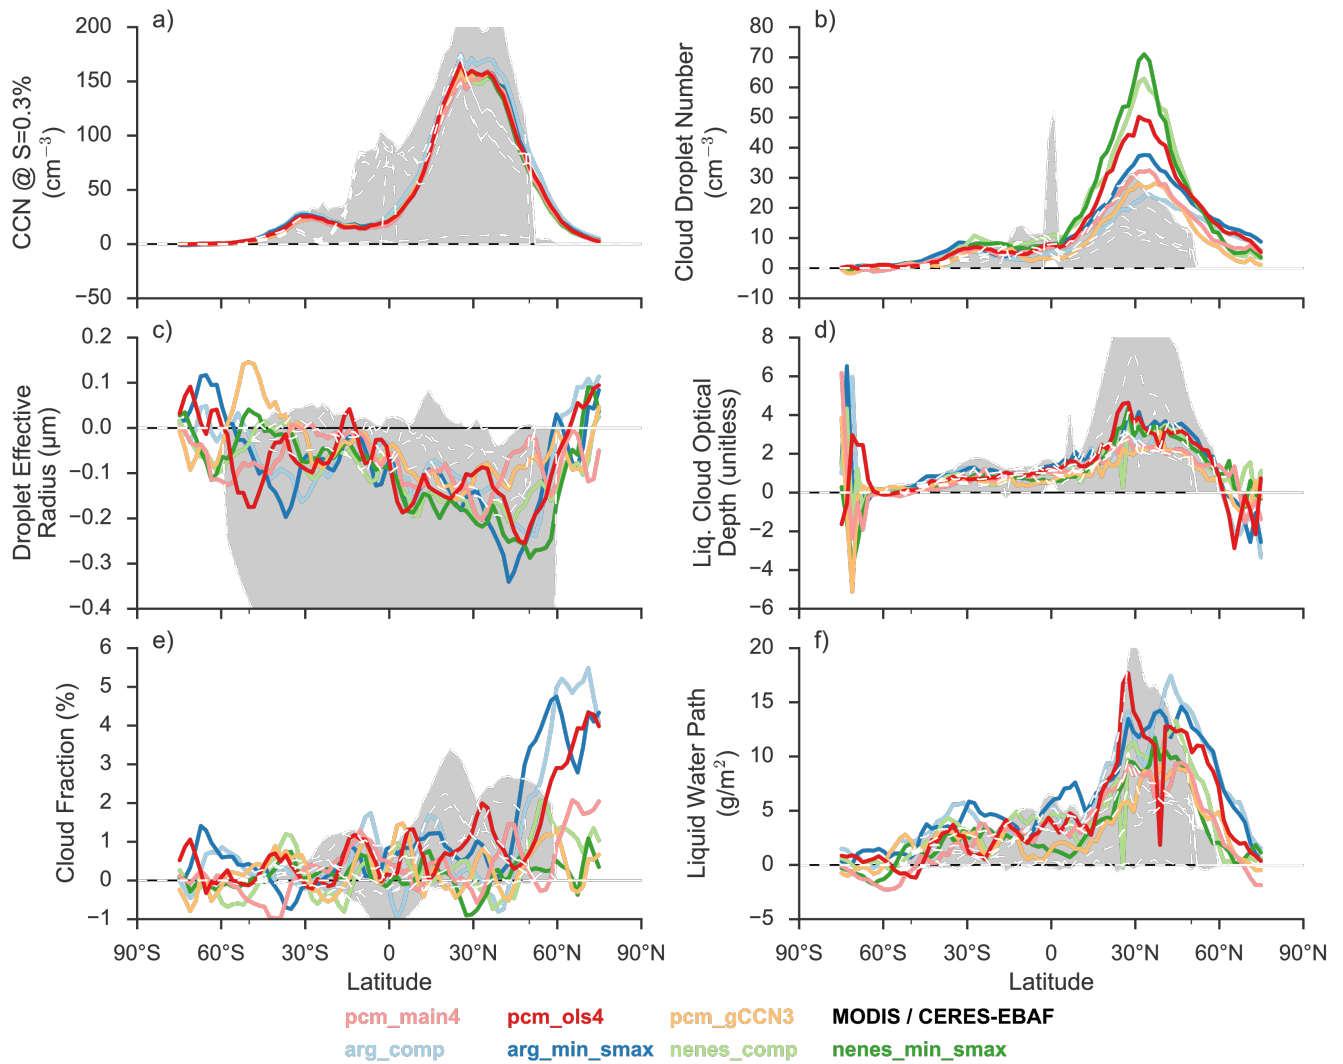 a)
200
150
100
50
0
−50
CCN @ S=0.3%
(cm⁻³)
b)
80
70
60
50
40
30
20
10
0
−10
Cloud Droplet Number
(cm⁻³)
c)
0.2
0.1
0.0
−0.1
−0.2
−0.3
−0.4
Droplet Effective
Radius (μm)
d)
8
6
4
2
0
−2
−4
−6
Liq. Cloud Optical
Depth (unitless)
e)
6
5
4
3
2
1
0
−1
Cloud Fraction (%)
90°S 60°S 30°S 0 30°N 60°N 90°N
Latitude
f)
20
15
10
5
0
−5
Liquid Water Path
(g/m²)
90°S 60°S 30°S 0 30°N 60°N 90°N
Latitude
pcm_main4 pcm_ols4 pcm_gCCN3 MODIS / CERES-EBAF
arg_comp arg_min_smax nenes_comp nenes_min_smax